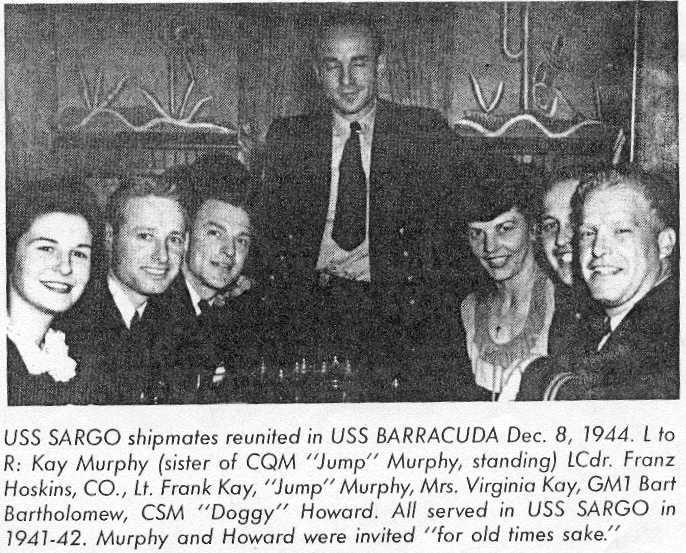 USS SARGO shipmates reunited in USS BARRACUDA Dec. 8, 1944. L to
R: Kay Murphy (sister of CQM "Jump" Murphy, standing) LCdr. Franz
Hoskins, CO., Lt. Frank Kay, "Jump" Murphy, Mrs. Virginia Kay, GM1 Bart
Bartholomew, CSM "Doggy" Howard. All served in USS SARGO in
1941-42. Murphy and Howard were invited "for old times sake."